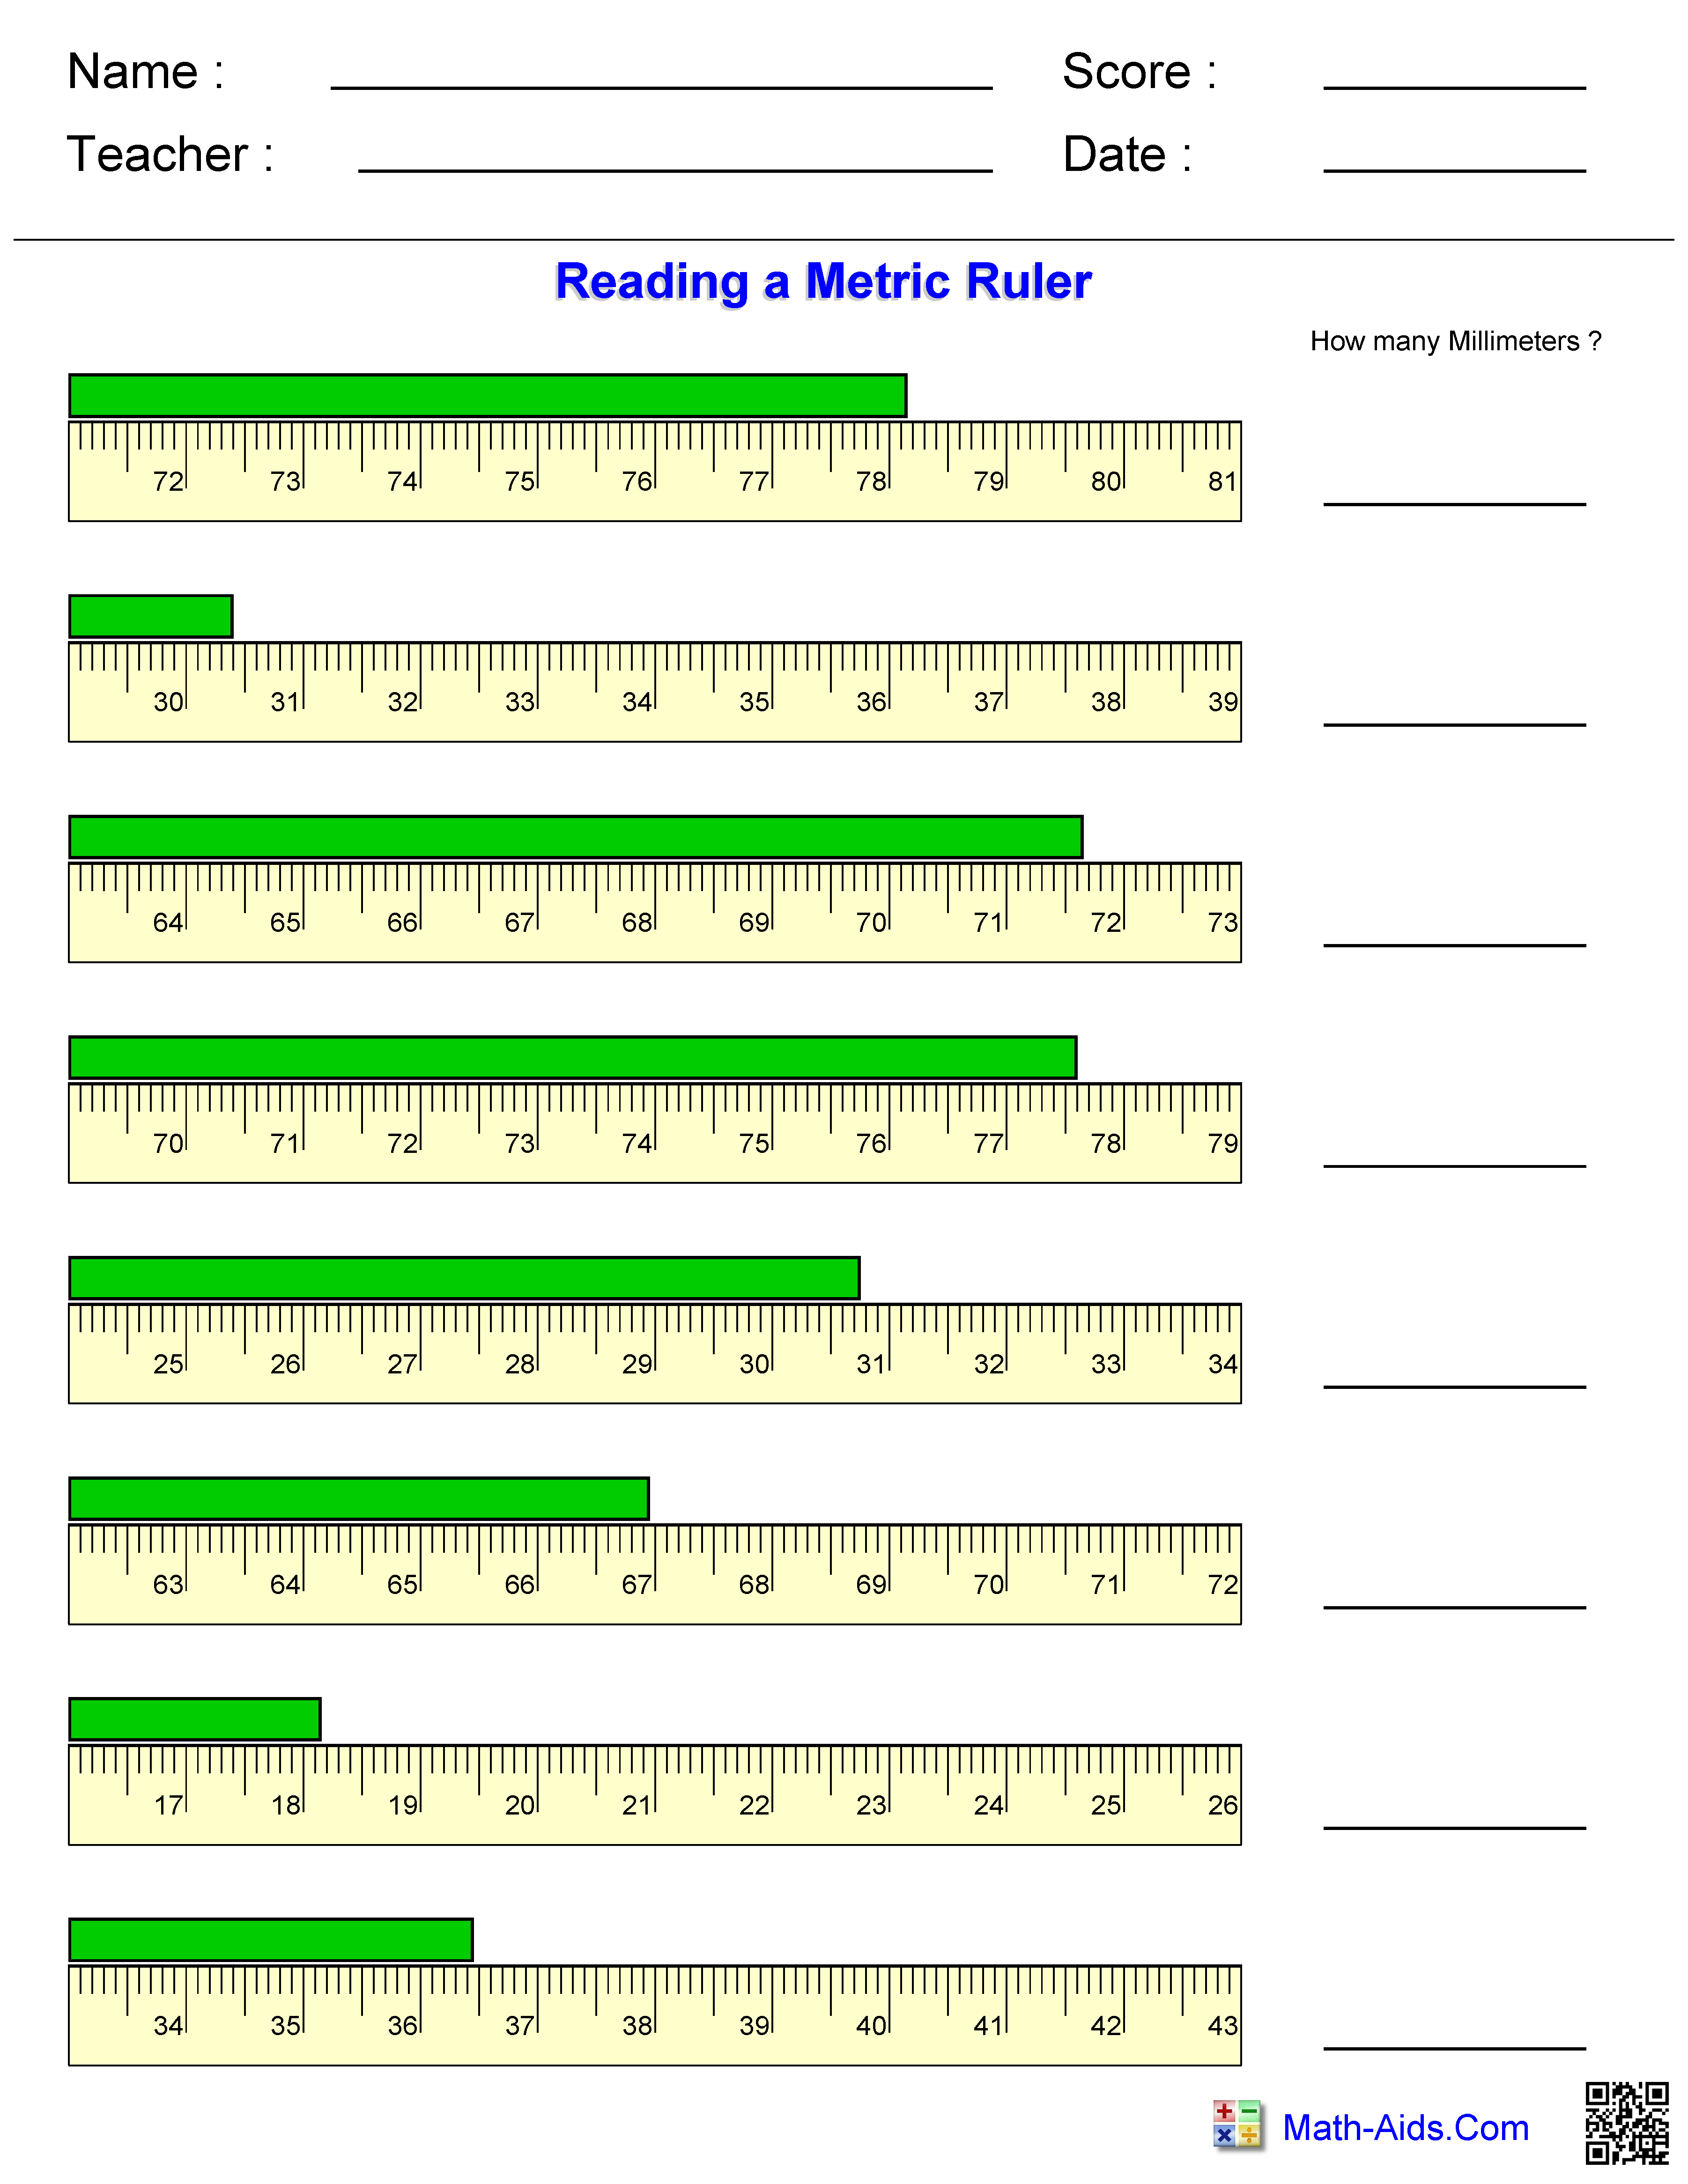 Name : Score :
Teacher : Date :
Reading a Metric Ruler
How many Millimeters ?
72 73 74 75 76 77 78 79 80 81
30 31 32 33 34 35 36 37 38 39
64 65 66 67 68 69 70 71 72 73
70 71 72 73 74 75 76 77 78 79
25 26 27 28 29 30 31 32 33 34
63 64 65 66 67 68 69 70 71 72
17 18 19 20 21 22 23 24 25 26
34 35 36 37 38 39 40 41 42 43
Math-Aids.Com